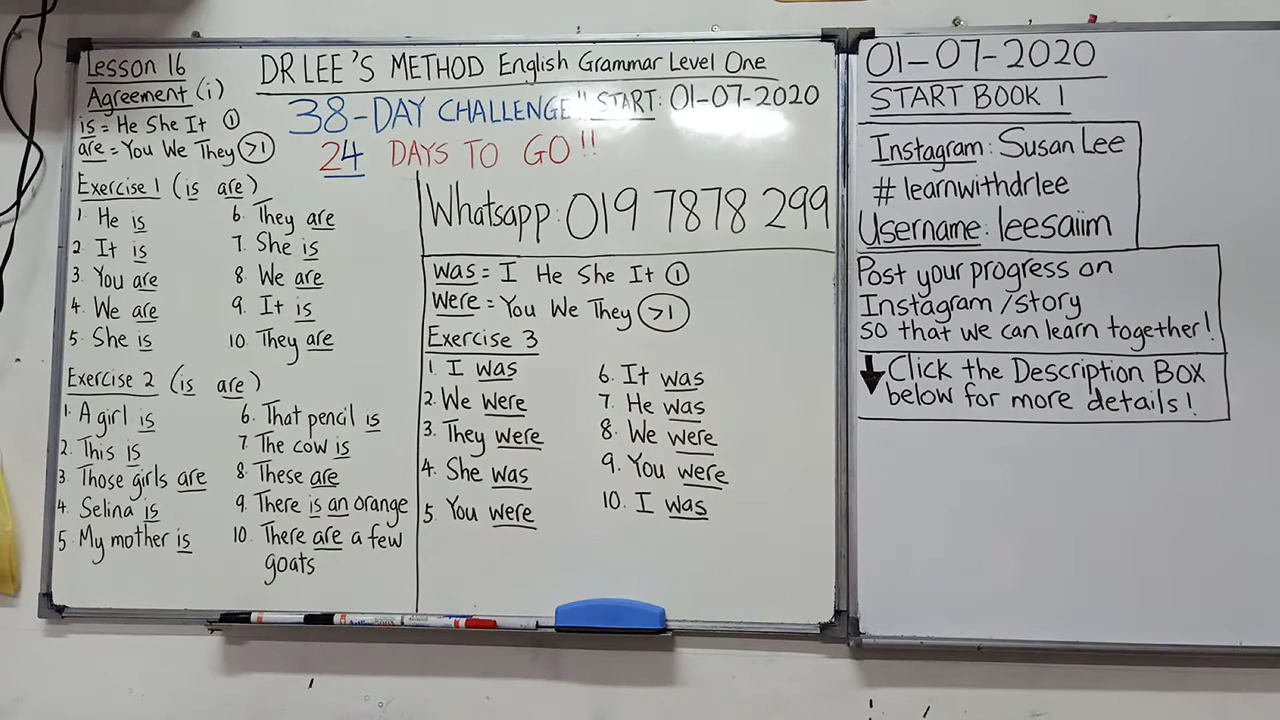 Lesson 16
Agreement (i)
is = He She It ①
are = You We They >1
DR LEE'S METHOD English Grammar Level One
38-DAY CHALLENGE" START: 01-07-2020
24 DAYS TO GO!!
Exercise 1 (is are)
1. He is
2. It is
3. You are
4. We are
5. She is
6. They are
7. She is
8. We are
9. It is
10. They are
Exercise 2 (is are)
1. A girl is
2. This is
3. Those girls are
4. Selina is
5. My mother is
6. That pencil is
7. The cow is
8. These are
9. There is an orange
10. There are a few
goats
Whatsapp: 019 7878 299
was = I He She It ①
were = You We They >1
Exercise 3
1. I was
2. We were
3. They were
4. She was
5. You were
6. It was
7. He was
8. We were
9. You were
10. I was
01-07-2020
START BOOK 1
Instagram: Susan Lee
# learnwithdrlee
Username: leesaiim
Post your progress on
Instagram /story
so that we can learn together!
Click the Description Box
below for more details!